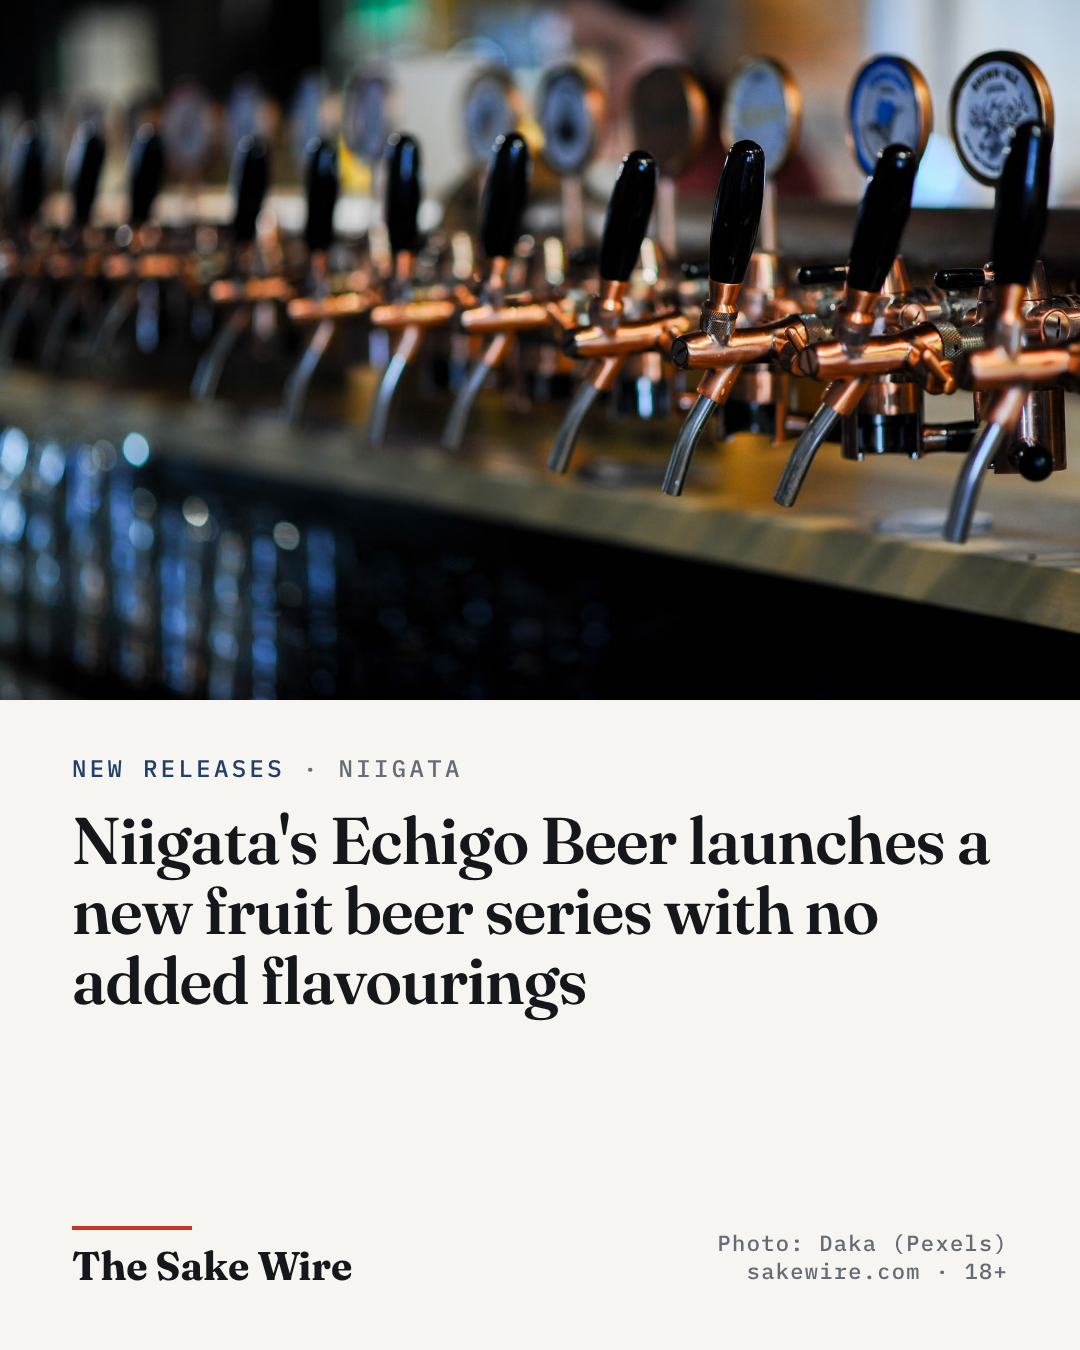 NEW RELEASES · NIIGATA
Niigata's Echigo Beer launches a
new fruit beer series with no
added flavourings
The Sake Wire
Photo: Daka (Pexels)
sakewire.com · 18+